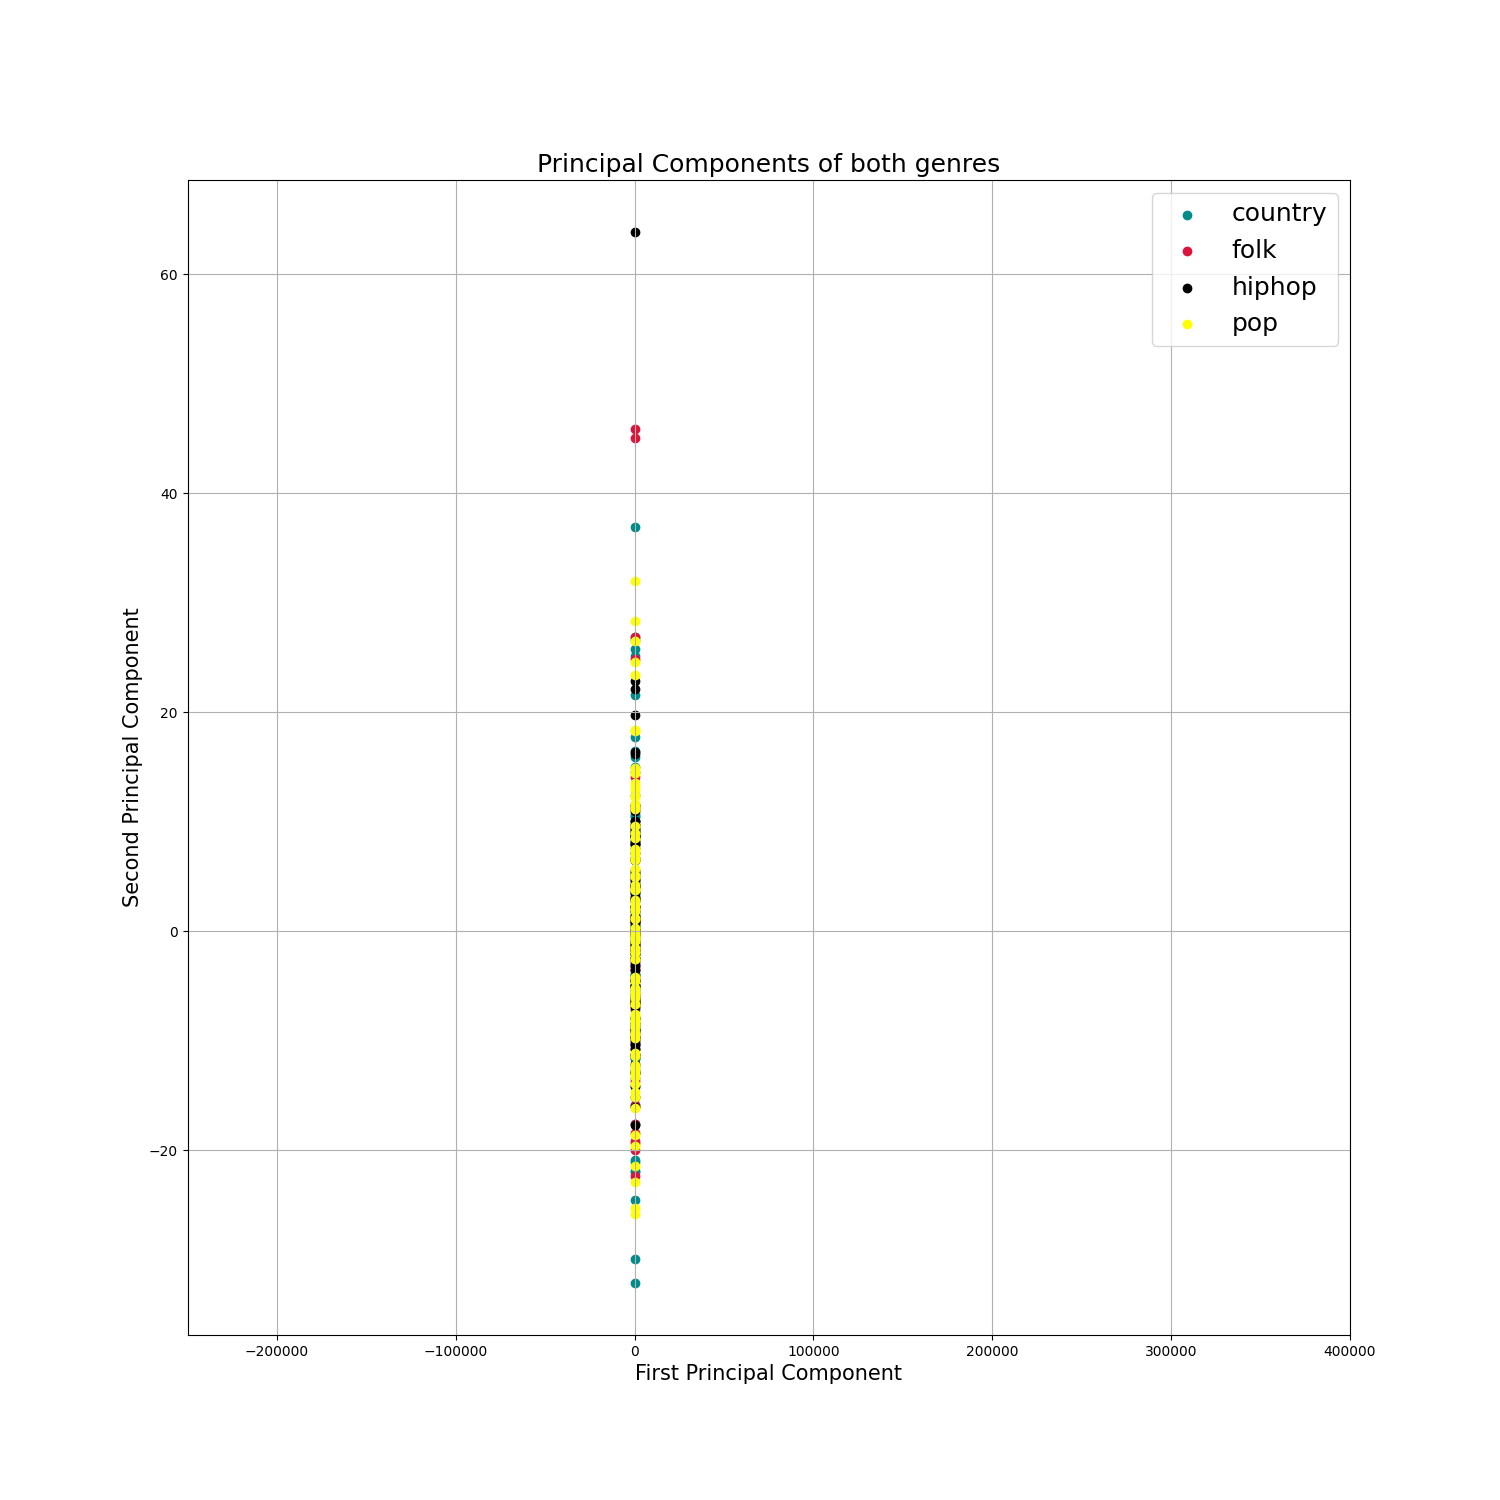 Principal Components of both genres
country
folk
hiphop
pop
60
40
20
0
−20
Second Principal Component
−200000 −100000 0 100000 200000 300000 400000
First Principal Component